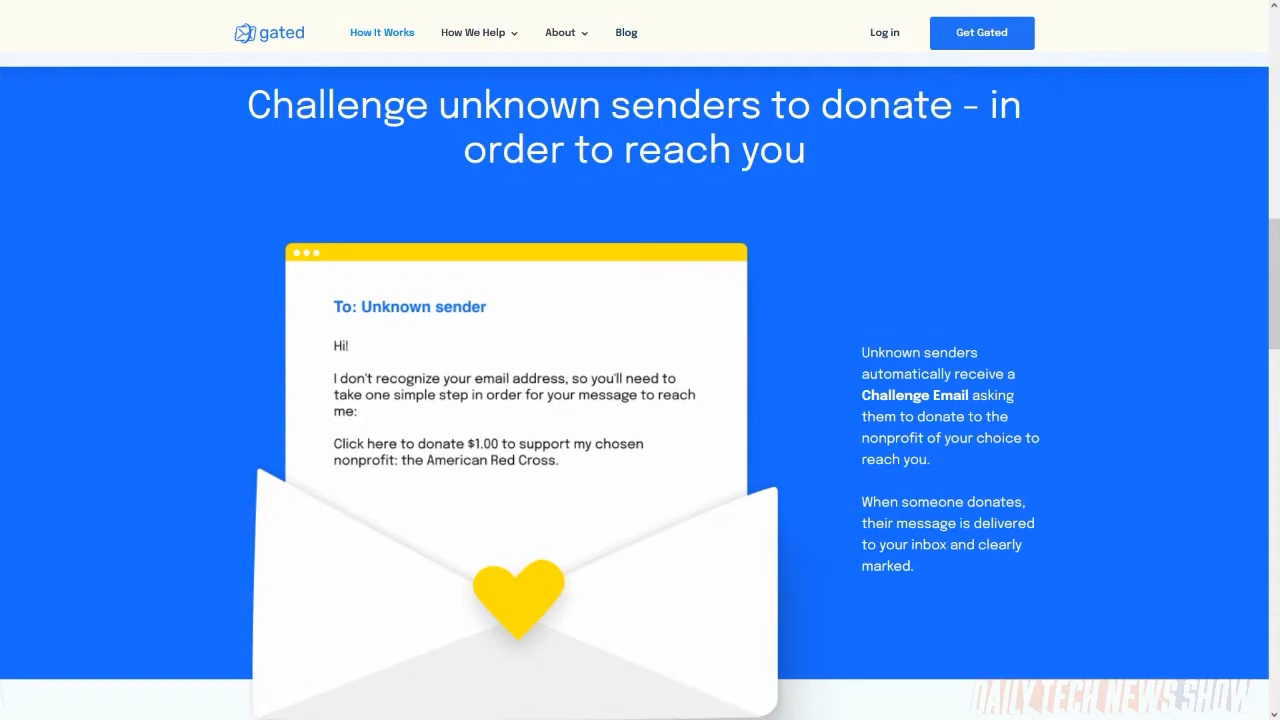 gated
How It Works
How We Help
About
Blog
Log in
Get Gated
Challenge unknown senders to donate – in
order to reach you
To: Unknown sender
Hi!
I don't recognize your email address, so you'll need to
take one simple step in order for your message to reach
me:
Click here to donate $1.00 to support my chosen
nonprofit: the American Red Cross.
Unknown senders
automatically receive a
Challenge Email asking
them to donate to the
nonprofit of your choice to
reach you.
When someone donates,
their message is delivered
to your inbox and clearly
marked.
DAILY TECH NEWS SHOW